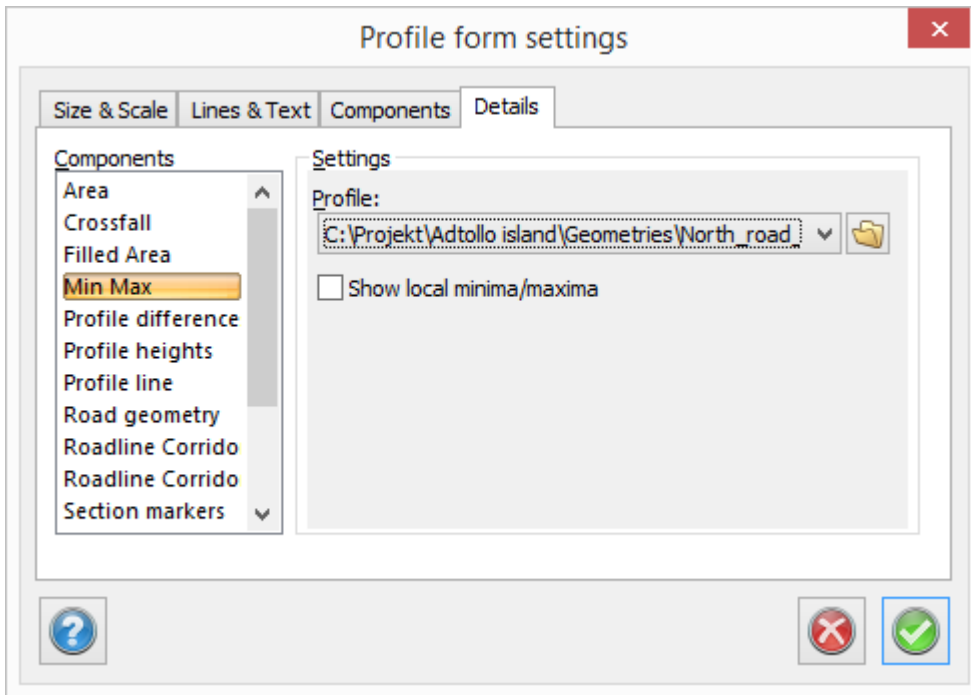 Profile form settings
Size & Scale
Lines & Text
Components
Details
Components
Area
Crossfall
Filled Area
Min Max
Profile difference
Profile heights
Profile line
Road geometry
Roadline Corrido
Roadline Corrido
Section markers
Settings
Profile:
C:\Projekt\Adtollo island\Geometries\North_road_
Show local minima/maxima